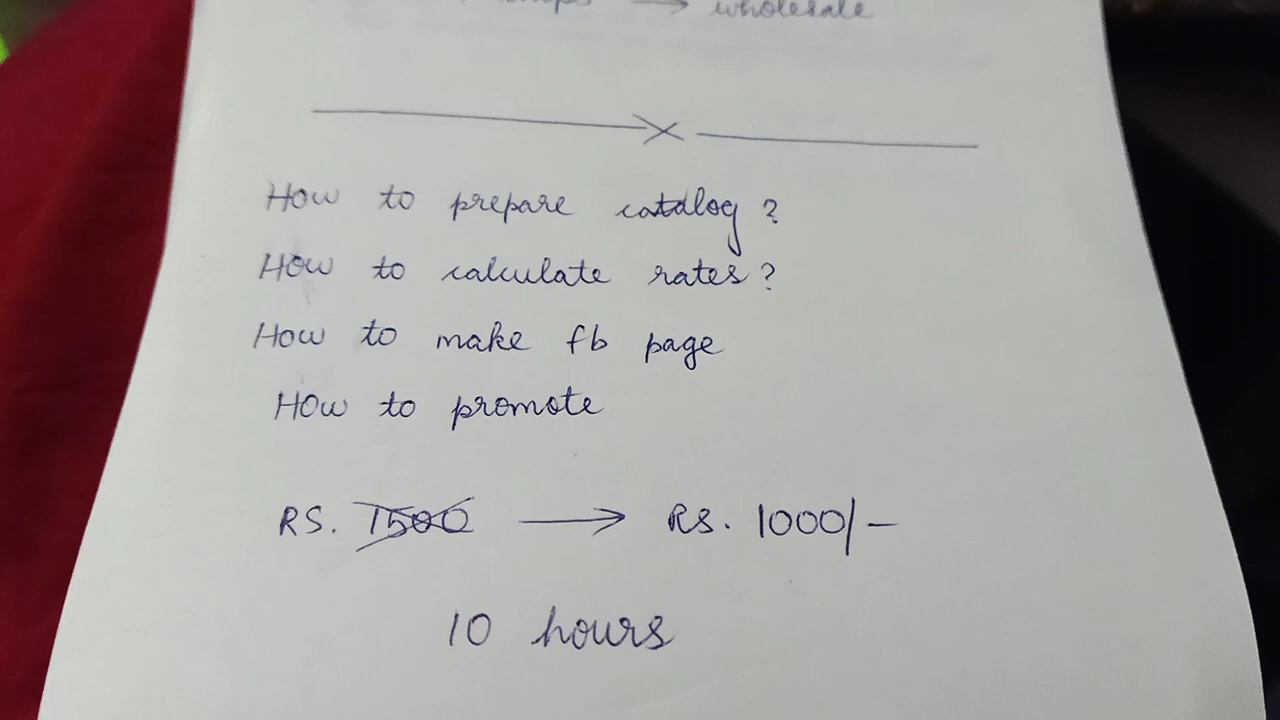 → wholesale
How to prepare catalog ?
How to calculate rates ?
How to make fb page
How to promote
RS. 1500 → RS. 1000/-
10 hours